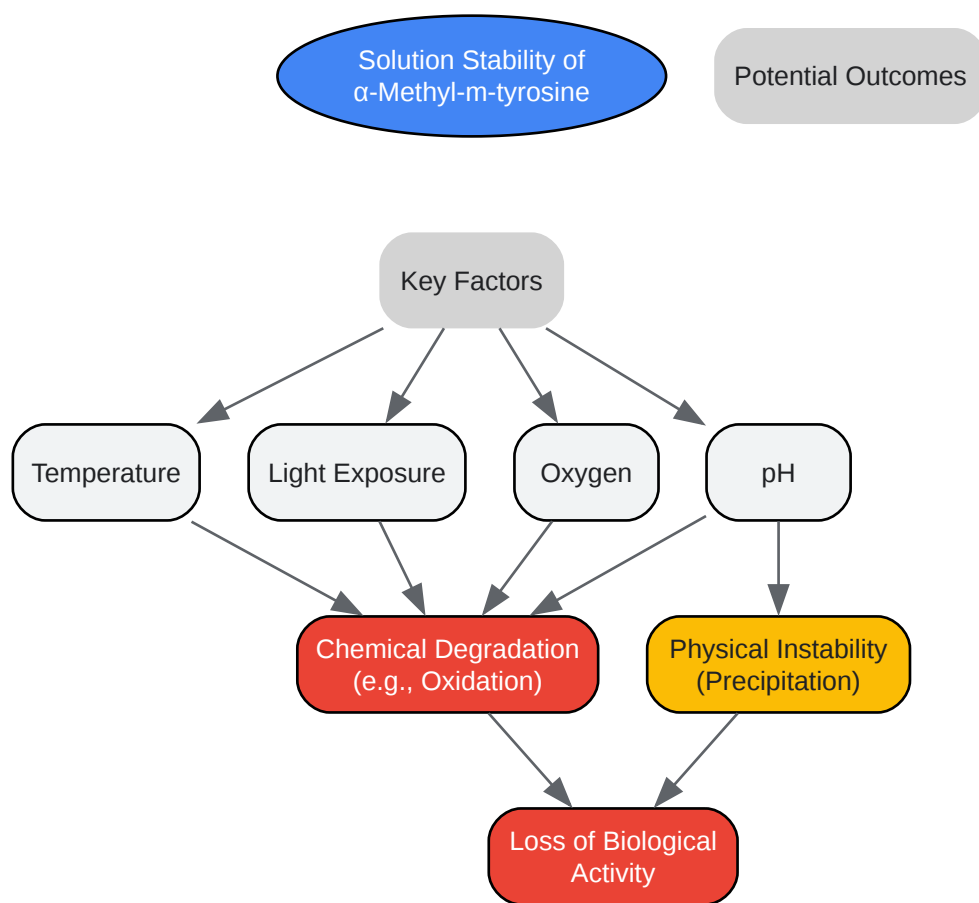 Solution Stability of
α-Methyl-m-tyrosine
Potential Outcomes
Key Factors
Temperature
Light Exposure
Oxygen
pH
Chemical Degradation
(e.g., Oxidation)
Physical Instability
(Precipitation)
Loss of Biological
Activity